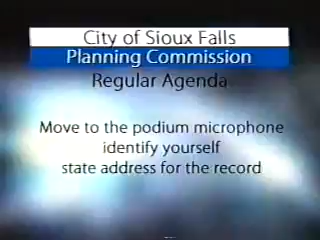 City of Sioux Falls
Planning Commission
Regular Agenda
Move to the podium microphone
identify yourself
state address for the record